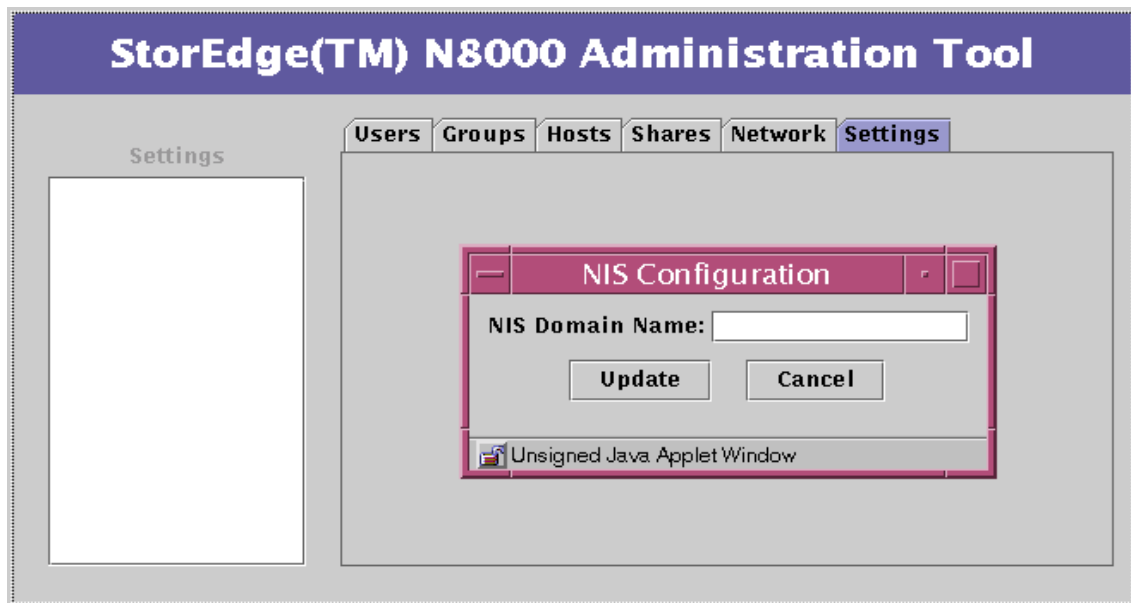 StorEdge(TM) N8000 Administration Tool
Users Groups Hosts Shares Network Settings
Settings
NIS Configuration
NIS Domain Name:
Update Cancel
Unsigned Java Applet Window